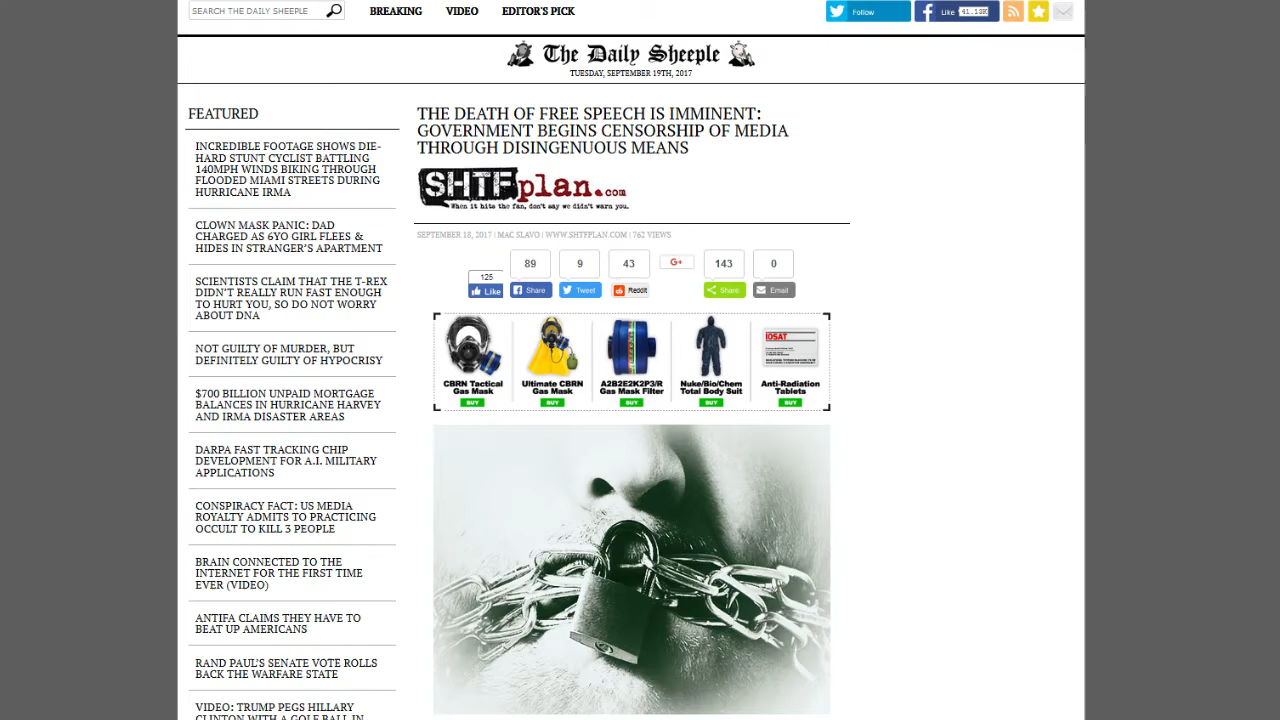 SEARCH THE DAILY SHEEPLE
BREAKING
VIDEO
EDITOR'S PICK
Follow
Like 41.12K
The Daily Sheeple
TUESDAY, SEPTEMBER 19TH, 2017
FEATURED
INCREDIBLE FOOTAGE SHOWS DIE-
HARD STUNT CYCLIST BATTLING
140MPH WINDS BIKING THROUGH
FLOODED MIAMI STREETS DURING
HURRICANE IRMA
CLOWN MASK PANIC: DAD
CHARGED AS 6YO GIRL FLEES &
HIDES IN STRANGER'S APARTMENT
SCIENTISTS CLAIM THAT THE T-REX
DIDN'T REALLY RUN FAST ENOUGH
TO HURT YOU, SO DO NOT WORRY
ABOUT DNA
NOT GUILTY OF MURDER, BUT
DEFINITELY GUILTY OF HYPOCRISY
$700 BILLION UNPAID MORTGAGE
BALANCES IN HURRICANE HARVEY
AND IRMA DISASTER AREAS
DARPA FAST TRACKING CHIP
DEVELOPMENT FOR A.I. MILITARY
APPLICATIONS
CONSPIRACY FACT: US MEDIA
ROYALTY ADMITS TO PRACTICING
OCCULT TO KILL 3 PEOPLE
BRAIN CONNECTED TO THE
INTERNET FOR THE FIRST TIME
EVER (VIDEO)
ANTIFA CLAIMS THEY HAVE TO
BEAT UP AMERICANS
RAND PAUL'S SENATE VOTE ROLLS
BACK THE WARFARE STATE
VIDEO: TRUMP PEGS HILLARY
CLINTON WITH A GOLF BALL IN
THE DEATH OF FREE SPEECH IS IMMINENT:
GOVERNMENT BEGINS CENSORSHIP OF MEDIA
THROUGH DISINGENUOUS MEANS
SHTFplan.com
When it hits the fan, don't say we didn't warn you.
SEPTEMBER 18, 2017 | MAC SLAVO | WWW.SHTFPLAN.COM | 762 VIEWS
125 89 9 43 G+ 143 0
Like Share Tweet Reddit Share Email
CBRN Tactical
Gas Mask
BUY
Ultimate CBRN
Gas Mask
BUY
A2B2E2K2P3/R
Gas Mask Filter
BUY
Nuke/Bio/Chem
Total Body Suit
BUY
IOSAT
Anti-Radiation
Tablets
BUY